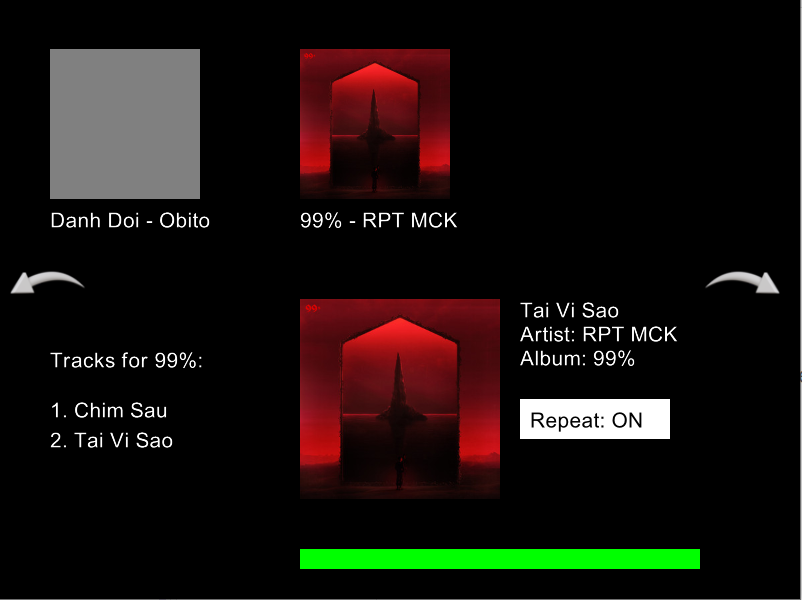 Danh Doi - Obito
99% - RPT MCK
Tai Vi Sao
Artist: RPT MCK
Album: 99%
Tracks for 99%:
Repeat: ON
1. Chim Sau
2. Tai Vi Sao